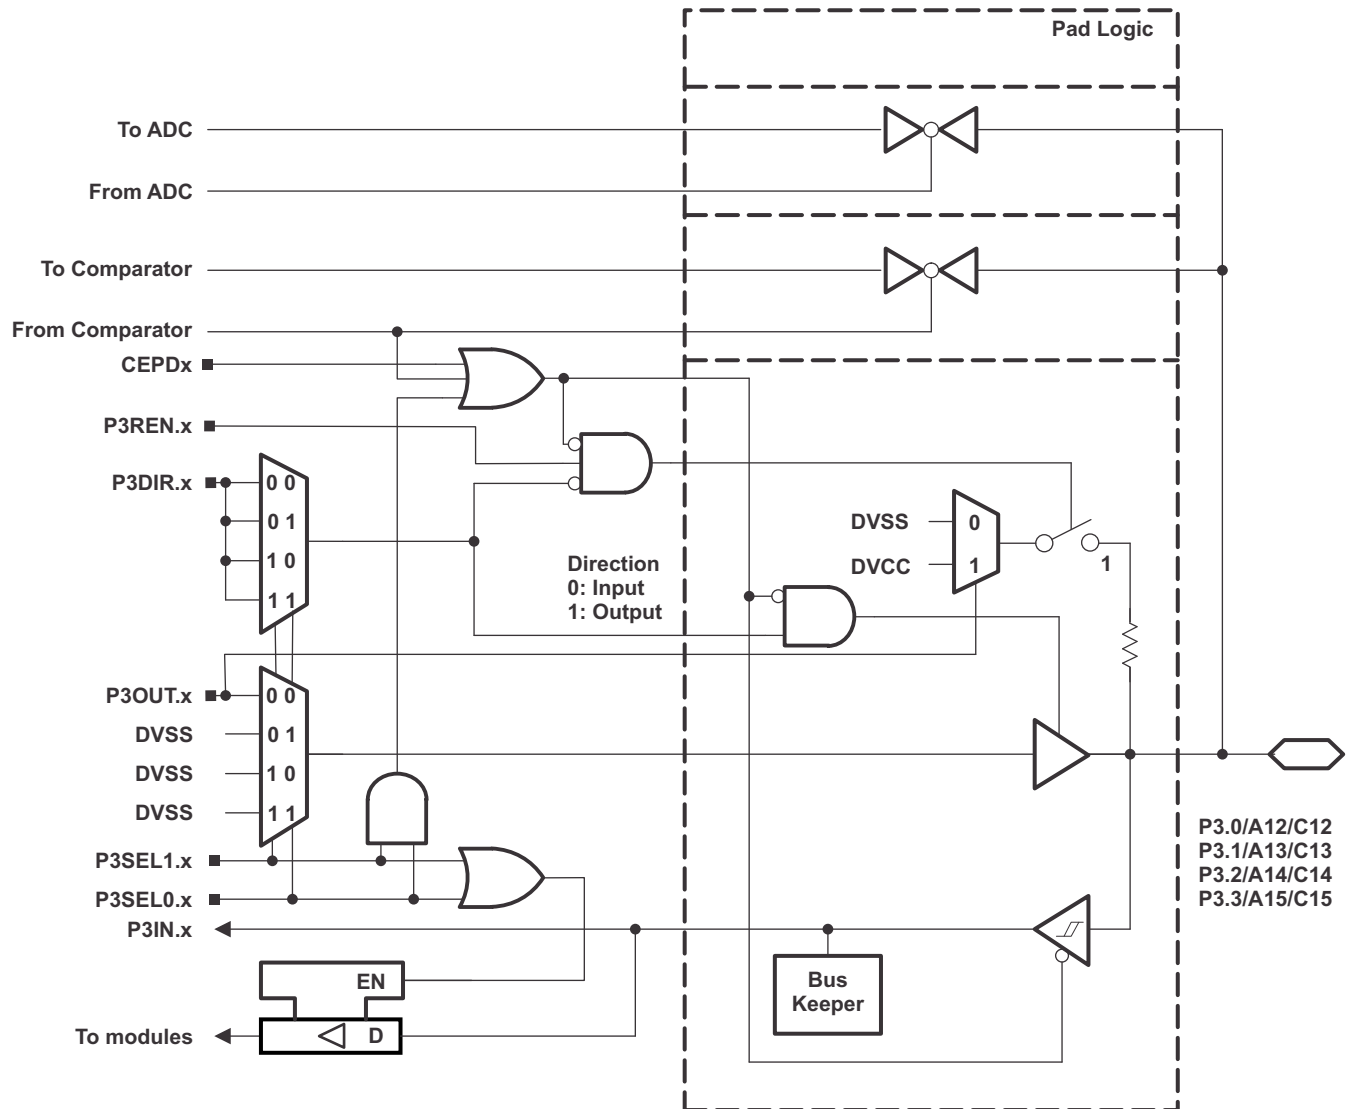 Pad Logic
To ADC
From ADC
To Comparator
From Comparator
CEPDx
P3REN.x
P3DIR.x
0 0
0 1
1 0
1 1
Direction
0: Input
1: Output
DVSS
0
DVCC
1
1
P3OUT.x
0 0
DVSS
0 1
DVSS
1 0
DVSS
1 1
P3SEL1.x
P3SEL0.x
P3IN.x
P3.0/A12/C12
P3.1/A13/C13
P3.2/A14/C14
P3.3/A15/C15
Bus
Keeper
EN
To modules
D